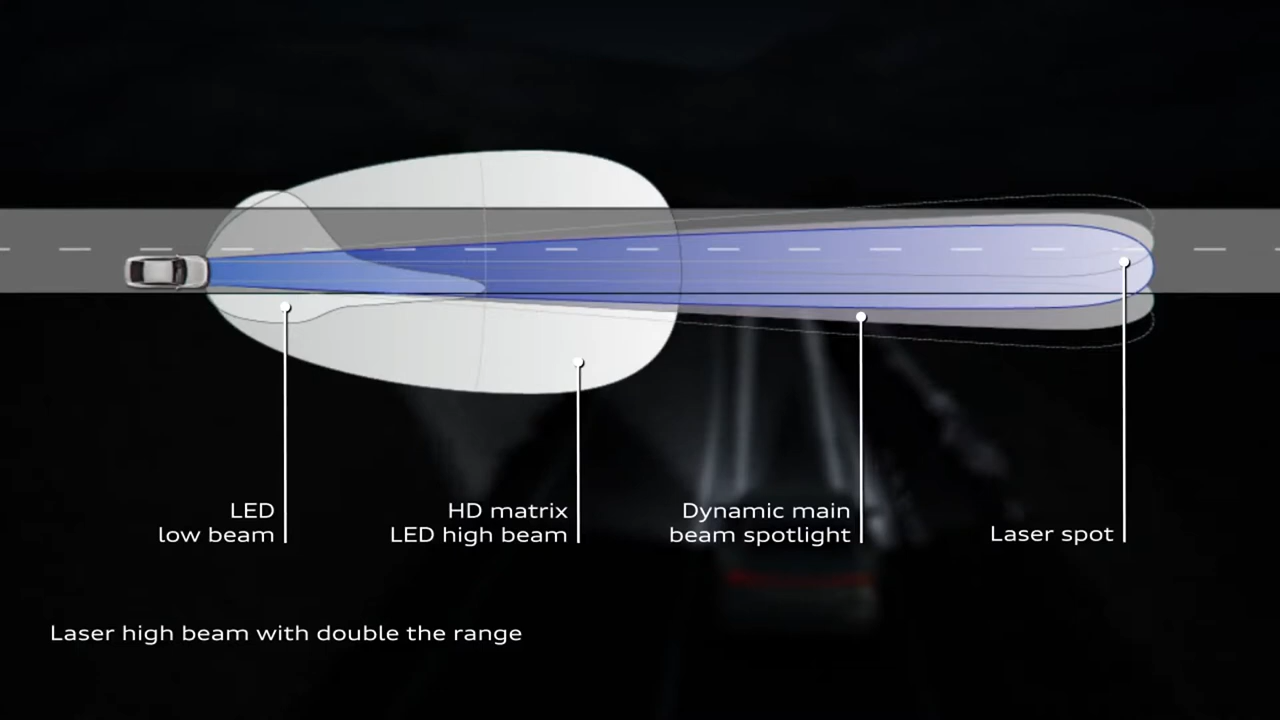 LED
low beam
HD matrix
LED high beam
Dynamic main
beam spotlight
Laser spot
Laser high beam with double the range